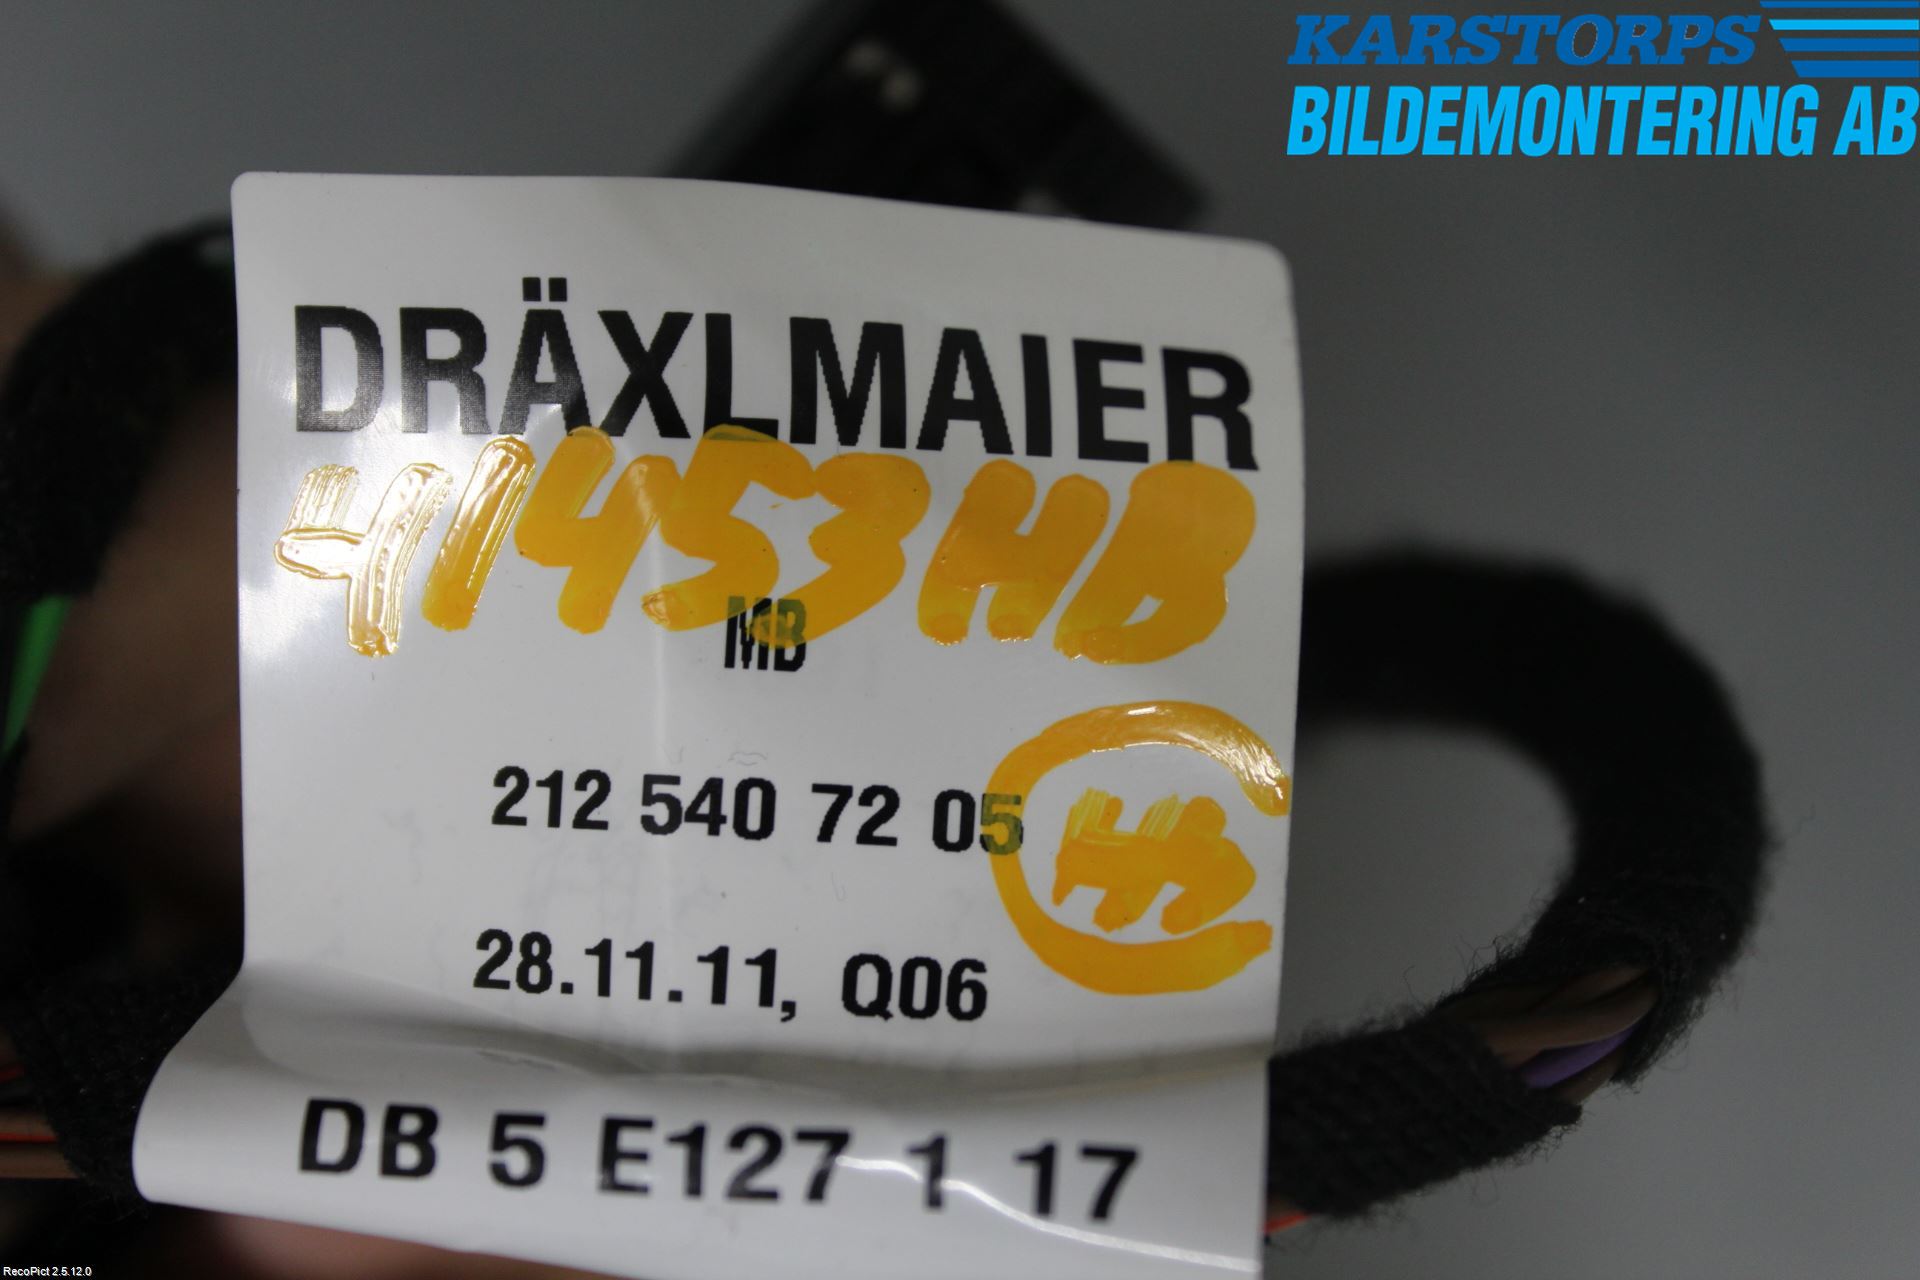 KARSTORPS
BILDEMONTERING AB
DRÄXLMAIER
41453HB
MB
212 540 72 05
HB
28.11.11, Q06
DB 5 E127 1 17
RecoPict 2.5.12.0